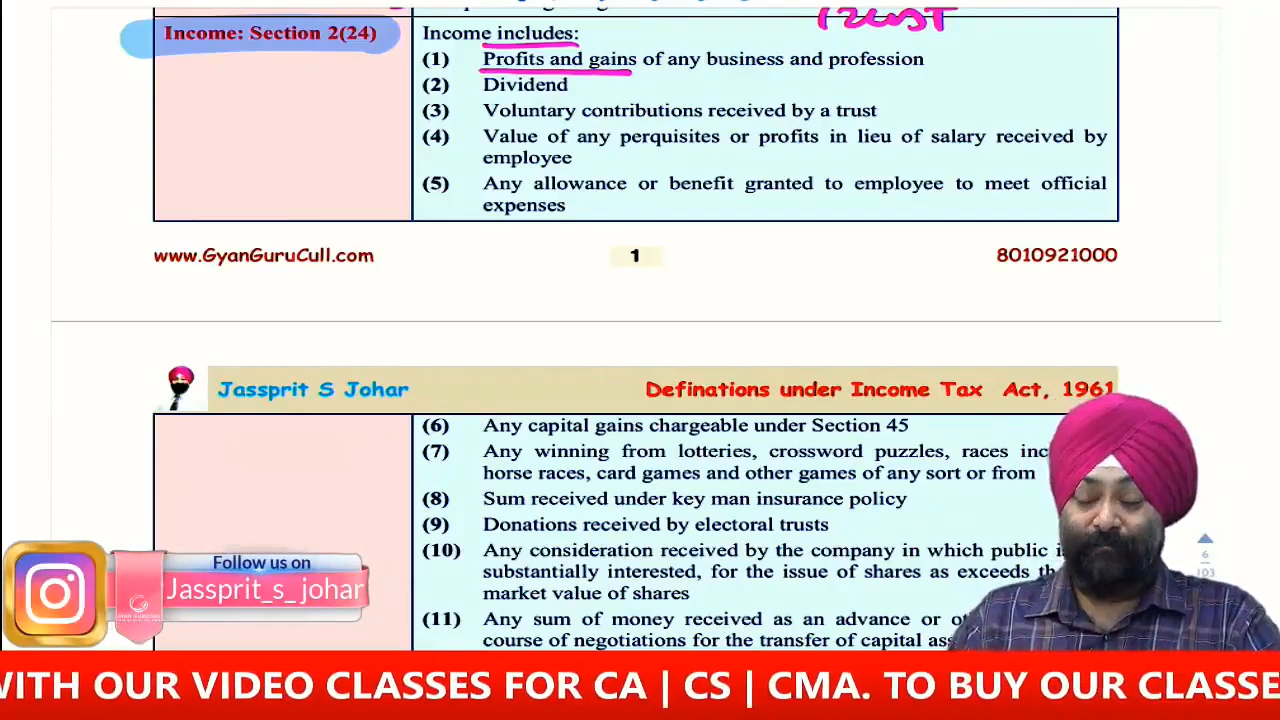 Trust
Income: Section 2(24)
Income includes:
(1) Profits and gains of any business and profession
(2) Dividend
(3) Voluntary contributions received by a trust
(4) Value of any perquisites or profits in lieu of salary received by
employee
(5) Any allowance or benefit granted to employee to meet official
expenses
www.GyanGuruCull.com
1
8010921000
Jassprit S Johar
Definations under Income Tax Act, 1961
(6) Any capital gains chargeable under Section 45
(7) Any winning from lotteries, crossword puzzles, races
horse races, card games and other games of any sort or from
(8) Sum received under key man insurance policy
(9) Donations received by electoral trusts
(10) Any consideration received by the company in which public
substantially interested, for the issue of shares as exceeds
market value of shares
(11) Any sum of money received as an advance or
course of negotiations for the transfer of capital
6
103
Follow us on
Jassprit_s_johar
WITH OUR VIDEO CLASSES FOR CA | CS | CMA. TO BUY OUR CLASSE